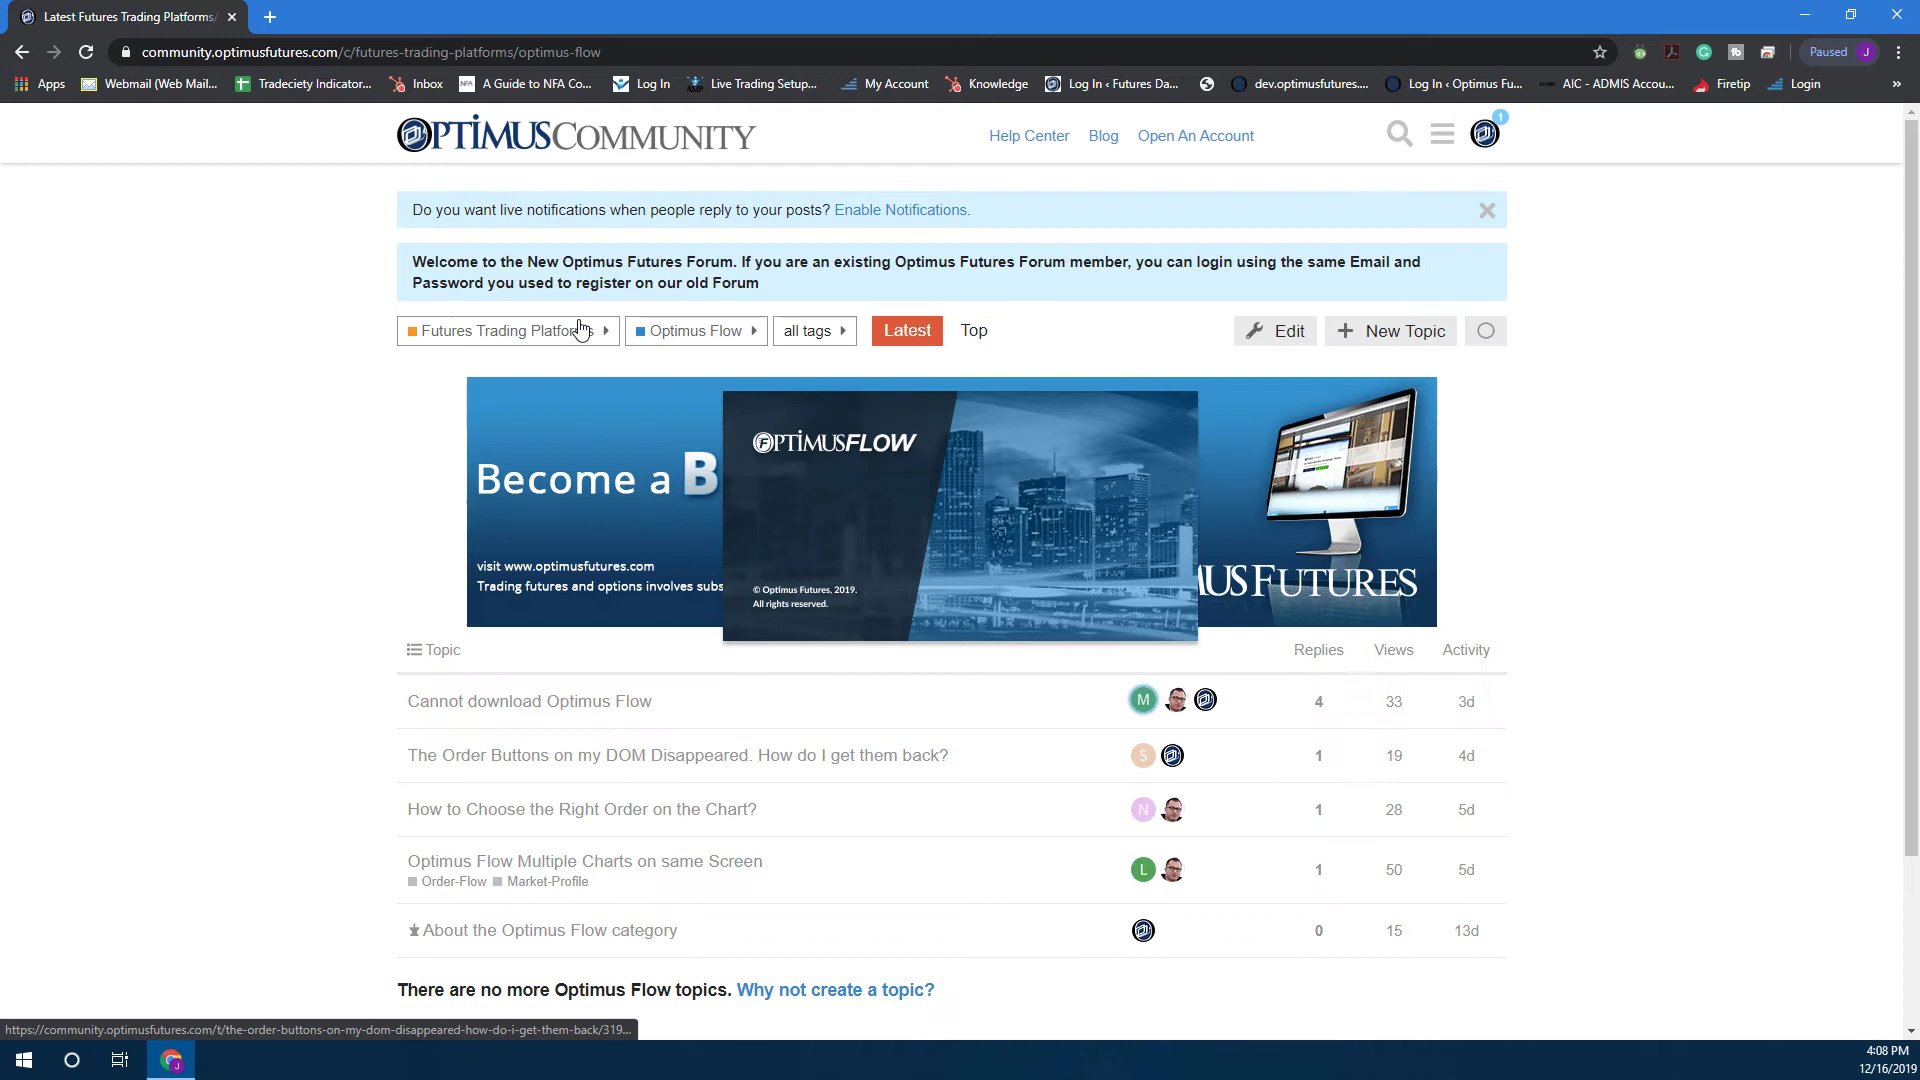 Latest Futures Trading Platforms/
community.optimusfutures.com/c/futures-trading-platforms/optimus-flow
Paused J
Apps Webmail (Web Mail... Tradeciety Indicator... Inbox A Guide to NFA Co... Log In Live Trading Setup... My Account Knowledge Log In ‹ Futures Da... dev.optimusfutures.... Log In ‹ Optimus Fu... AIC - ADMIS Accou... Firetip Login »
OPTIMUSCOMMUNITY
Help Center Blog Open An Account
1
Do you want live notifications when people reply to your posts? Enable Notifications.
Welcome to the New Optimus Futures Forum. If you are an existing Optimus Futures Forum member, you can login using the same Email and
Password you used to register on our old Forum
Futures Trading Platforms Optimus Flow all tags Latest Top Edit + New Topic
OPTIMUSFLOW
Become a B
visit www.optimusfutures.com
Trading futures and options involves subs
© Optimus Futures, 2019.
All rights reserved.
US FUTURES
Topic Replies Views Activity
Cannot download Optimus Flow M 4 33 3d
The Order Buttons on my DOM Disappeared. How do I get them back? S 1 19 4d
How to Choose the Right Order on the Chart? N 1 28 5d
Optimus Flow Multiple Charts on same Screen L 1 50 5d
Order-Flow Market-Profile
About the Optimus Flow category 0 15 13d
There are no more Optimus Flow topics. Why not create a topic?
https://community.optimusfutures.com/t/the-order-buttons-on-my-dom-disappeared-how-do-i-get-them-back/319...
4:08 PM
12/16/2019